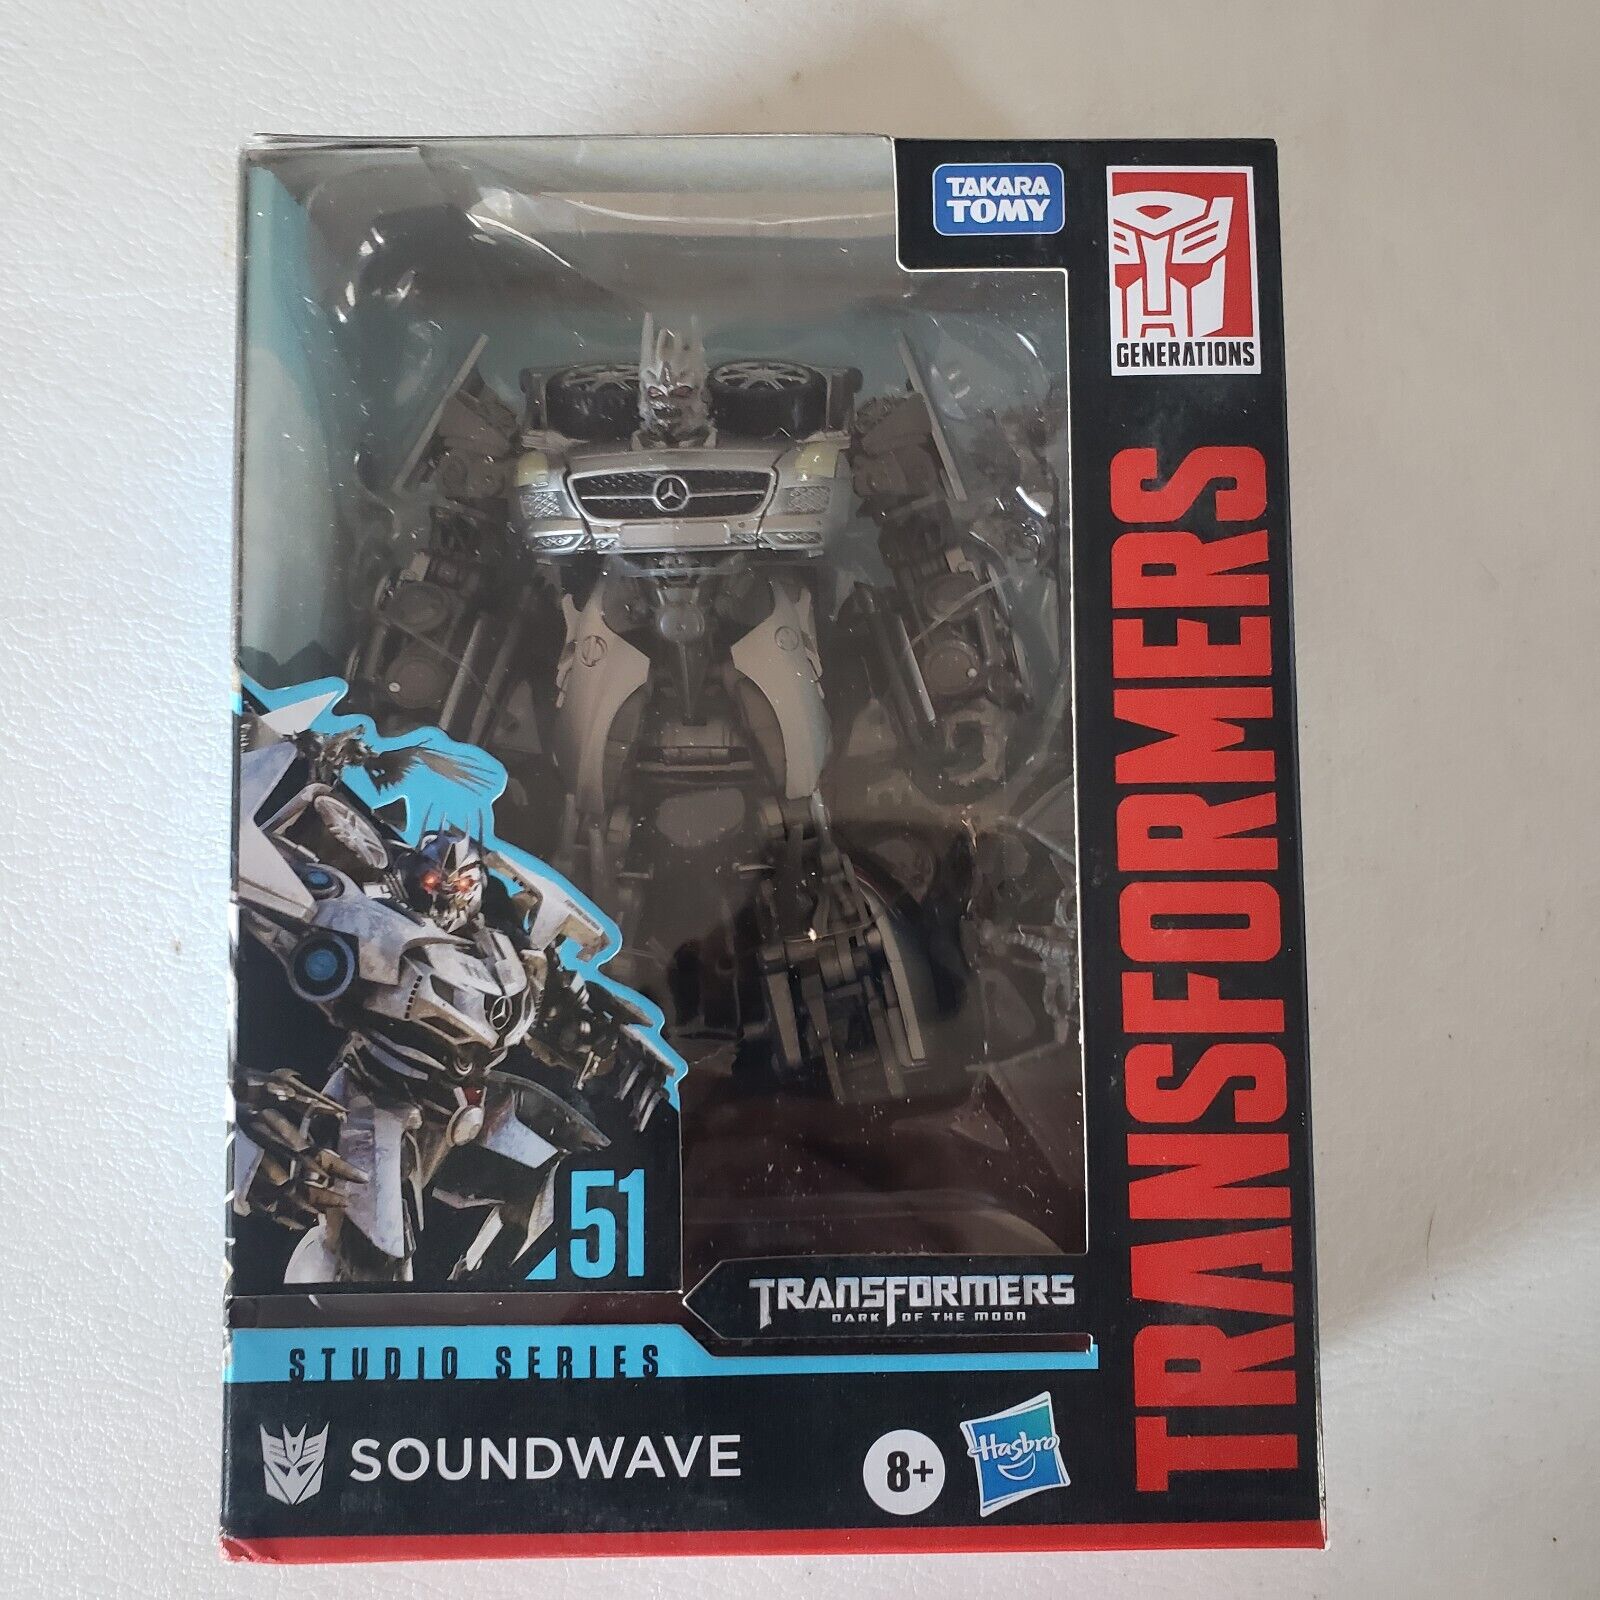 TAKARA
TOMY
GENERATIONS
TRANSFORMERS
51
TRANSFORMERS
DARK OF THE MOON
STUDIO SERIES
SOUNDWAVE
8+
Hasbro